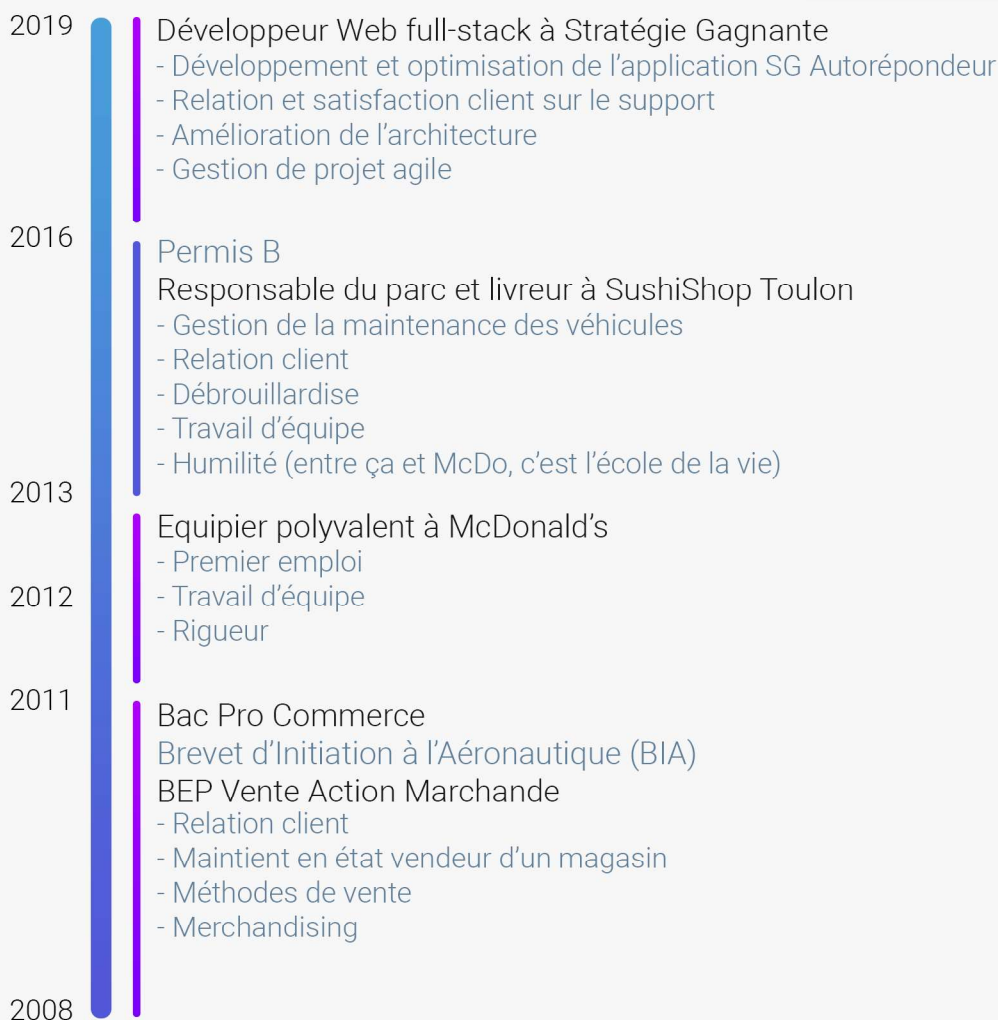 2019
Développeur Web full-stack à Stratégie Gagnante
- Développement et optimisation de l'application SG Autorépondeur
- Relation et satisfaction client sur le support
- Amélioration de l'architecture
- Gestion de projet agile
2016
Permis B
Responsable du parc et livreur à SushiShop Toulon
- Gestion de la maintenance des véhicules
- Relation client
- Débrouillardise
- Travail d'équipe
- Humilité (entre ça et McDo, c'est l'école de la vie)
2013
Equipier polyvalent à McDonald's
- Premier emploi
2012
- Travail d'équipe
- Rigueur
2011
Bac Pro Commerce
Brevet d'Initiation à l'Aéronautique (BIA)
BEP Vente Action Marchande
- Relation client
- Maintient en état vendeur d'un magasin
- Méthodes de vente
- Merchandising
2008